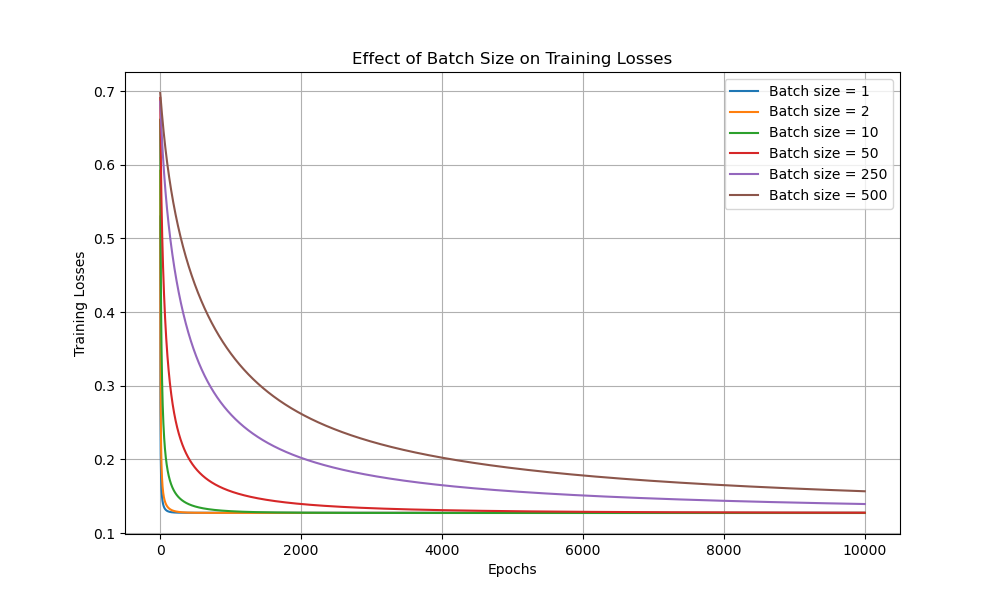 Effect of Batch Size on Training Losses
Training Losses
0.7
0.6
0.5
0.4
0.3
0.2
0.1
Batch size = 1
Batch size = 2
Batch size = 10
Batch size = 50
Batch size = 250
Batch size = 500
0
2000
4000
6000
8000
10000
Epochs